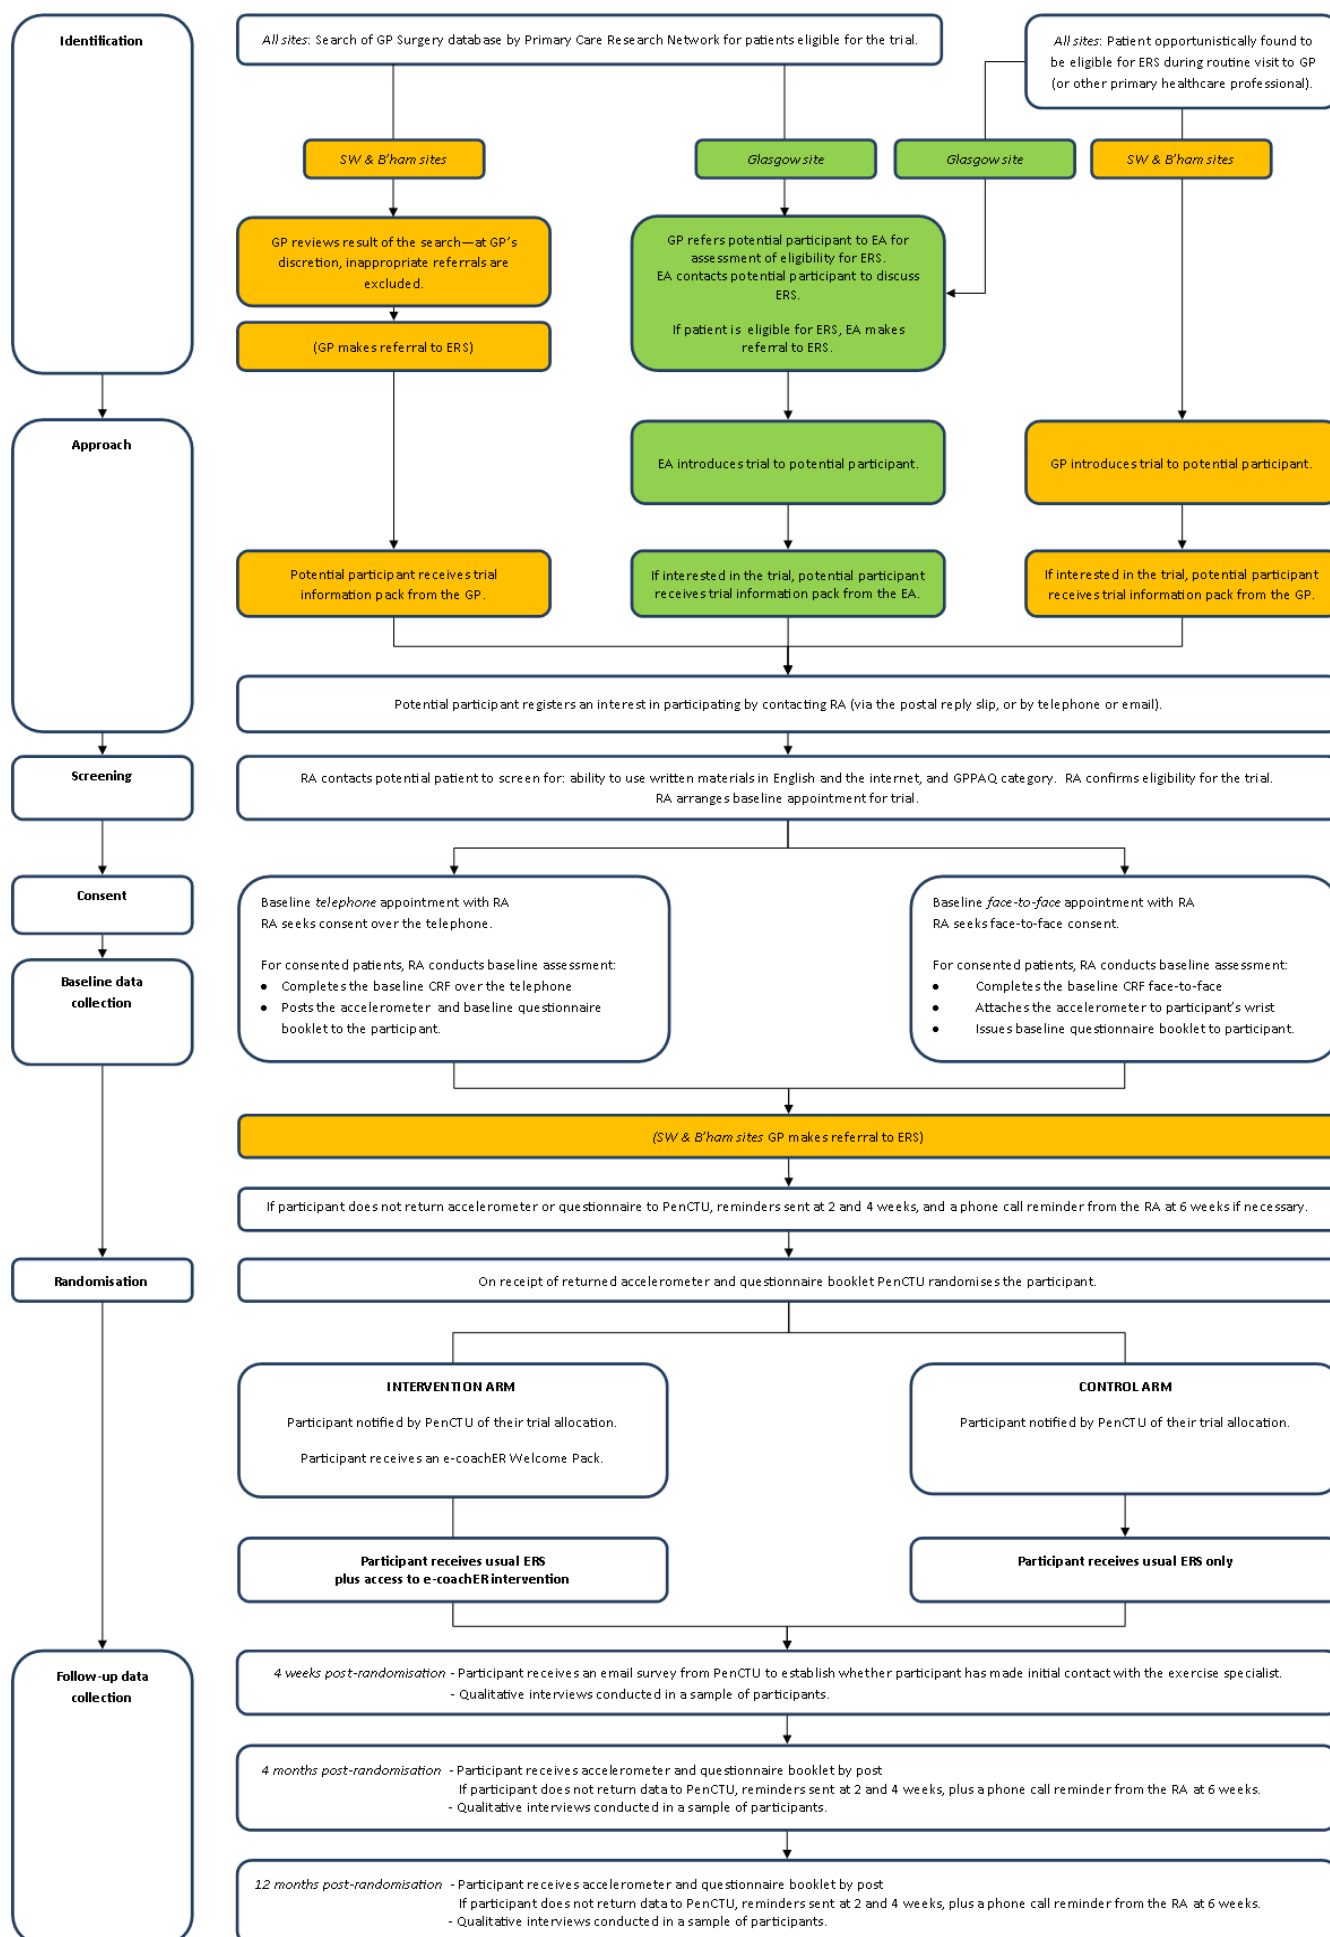 Identification
All sites: Search of GP Surgery database by Primary Care Research Network for patients eligible for the trial.
All sites: Patient opportunistically found to
be eligible for ERS during routine visit to GP
(or other primary healthcare professional).
SW & B'ham sites
Glasgow site
Glasgow site
SW & B'ham sites
GP reviews result of the search—at GP's
discretion, inappropriate referrals are
excluded.
(GP makes referral to ERS)
GP refers potential participant to EA for
assessment of eligibility for ERS.
EA contacts potential participant to discuss
ERS.
If patient is eligible for ERS, EA makes
referral to ERS.
Approach
EA introduces trial to potential participant.
GP introduces trial to potential participant.
Potential participant receives trial
information pack from the GP.
If interested in the trial, potential participant
receives trial information pack from the EA.
If interested in the trial, potential participant
receives trial information pack from the GP.
Potential participant registers an interest in participating by contacting RA (via the postal reply slip, or by telephone or email).
Screening
RA contacts potential patient to screen for: ability to use written materials in English and the internet, and GPPAQ category. RA confirms eligibility for the trial.
RA arranges baseline appointment for trial.
Consent
Baseline data
collection
Baseline telephone appointment with RA
RA seeks consent over the telephone.
For consented patients, RA conducts baseline assessment:
• Completes the baseline CRF over the telephone
• Posts the accelerometer and baseline questionnaire
booklet to the participant.
Baseline face-to-face appointment with RA
RA seeks face-to-face consent.
For consented patients, RA conducts baseline assessment:
• Completes the baseline CRF face-to-face
• Attaches the accelerometer to participant's wrist
• Issues baseline questionnaire booklet to participant.
(SW & B'ham sites GP makes referral to ERS)
If participant does not return accelerometer or questionnaire to PenCTU, reminders sent at 2 and 4 weeks, and a phone call reminder from the RA at 6 weeks if necessary.
Randomisation
On receipt of returned accelerometer and questionnaire booklet PenCTU randomises the participant.
INTERVENTION ARM
Participant notified by PenCTU of their trial allocation.
Participant receives an e-coachER Welcome Pack.
CONTROL ARM
Participant notified by PenCTU of their trial allocation.
Participant receives usual ERS
plus access to e-coachER intervention
Participant receives usual ERS only
Follow-up data
collection
4 weeks post-randomisation - Participant receives an email survey from PenCTU to establish whether participant has made initial contact with the exercise specialist.
- Qualitative interviews conducted in a sample of participants.
4 months post-randomisation - Participant receives accelerometer and questionnaire booklet by post
If participant does not return data to PenCTU, reminders sent at 2 and 4 weeks, plus a phone call reminder from the RA at 6 weeks.
- Qualitative interviews conducted in a sample of participants.
12 months post-randomisation - Participant receives accelerometer and questionnaire booklet by post
If participant does not return data to PenCTU, reminders sent at 2 and 4 weeks, plus a phone call reminder from the RA at 6 weeks.
- Qualitative interviews conducted in a sample of participants.